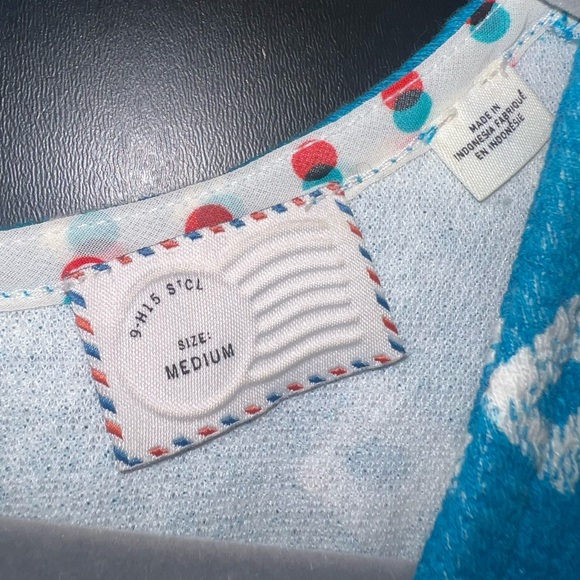 9-H15 STCL
SIZE:
MEDIUM
MADE IN
INDONESIA FABRIQUÉ
EN INDONÉSIE